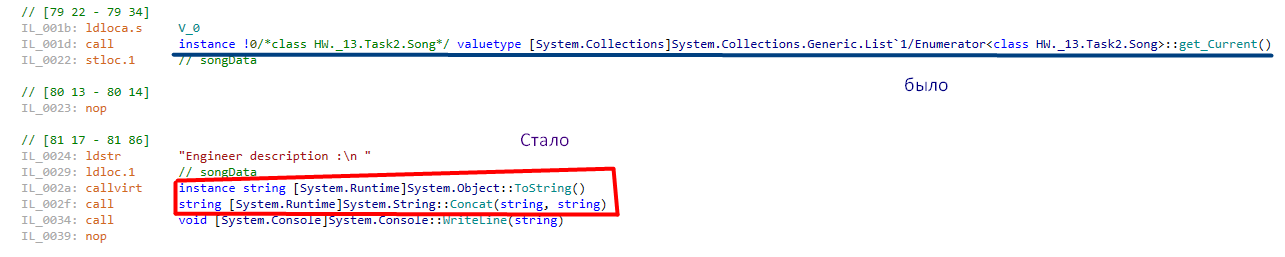 // [79 22 - 79 34]
IL_001b: ldloca.s V_0
IL_001d: call instance !0/*class HW._13.Task2.Song*/ valuetype [System.Collections]System.Collections.Generic.List`1/Enumerator<class HW._13.Task2.Song>::get_Current()
IL_0022: stloc.1 // songData
было
// [80 13 - 80 14]
IL_0023: nop
Стало
// [81 17 - 81 86]
IL_0024: ldstr "Engineer description :\n "
IL_0029: ldloc.1 // songData
IL_002a: callvirt instance string [System.Runtime]System.Object::ToString()
IL_002f: call string [System.Runtime]System.String::Concat(string, string)
IL_0034: call void [System.Console]System.Console::WriteLine(string)
IL_0039: nop